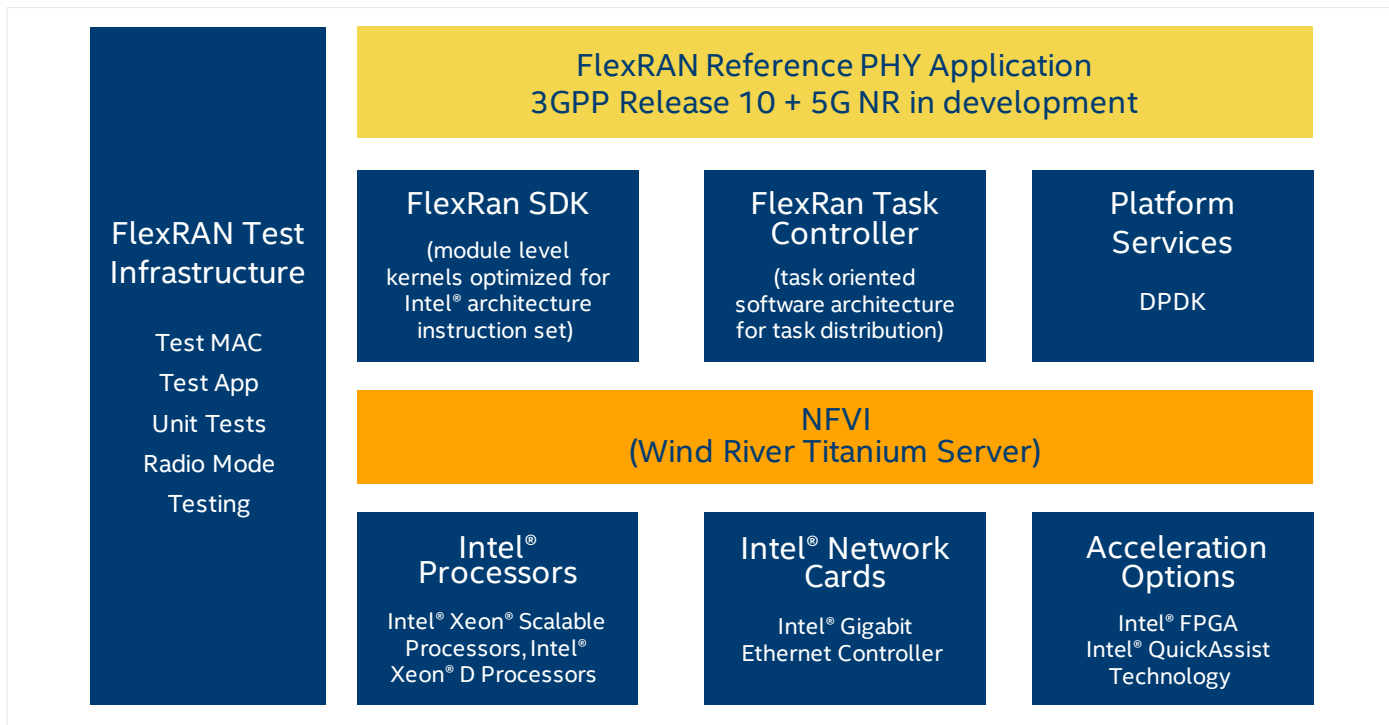 FlexRAN Test
Infrastructure
Test MAC
Test App
Unit Tests
Radio Mode
Testing
FlexRAN Reference PHY Application
3GPP Release 10 + 5G NR in development
FlexRan SDK
(module level
kernels optimized for
Intel® architecture
instruction set)
FlexRan Task
Controller
(task oriented
software architecture
for task distribution)
Platform
Services
DPDK
NFVI
(Wind River Titanium Server)
Intel®
Processors
Intel® Xeon® Scalable
Processors, Intel®
Xeon® D Processors
Intel® Network
Cards
Intel® Gigabit
Ethernet Controller
Acceleration
Options
Intel® FPGA
Intel® QuickAssist
Technology